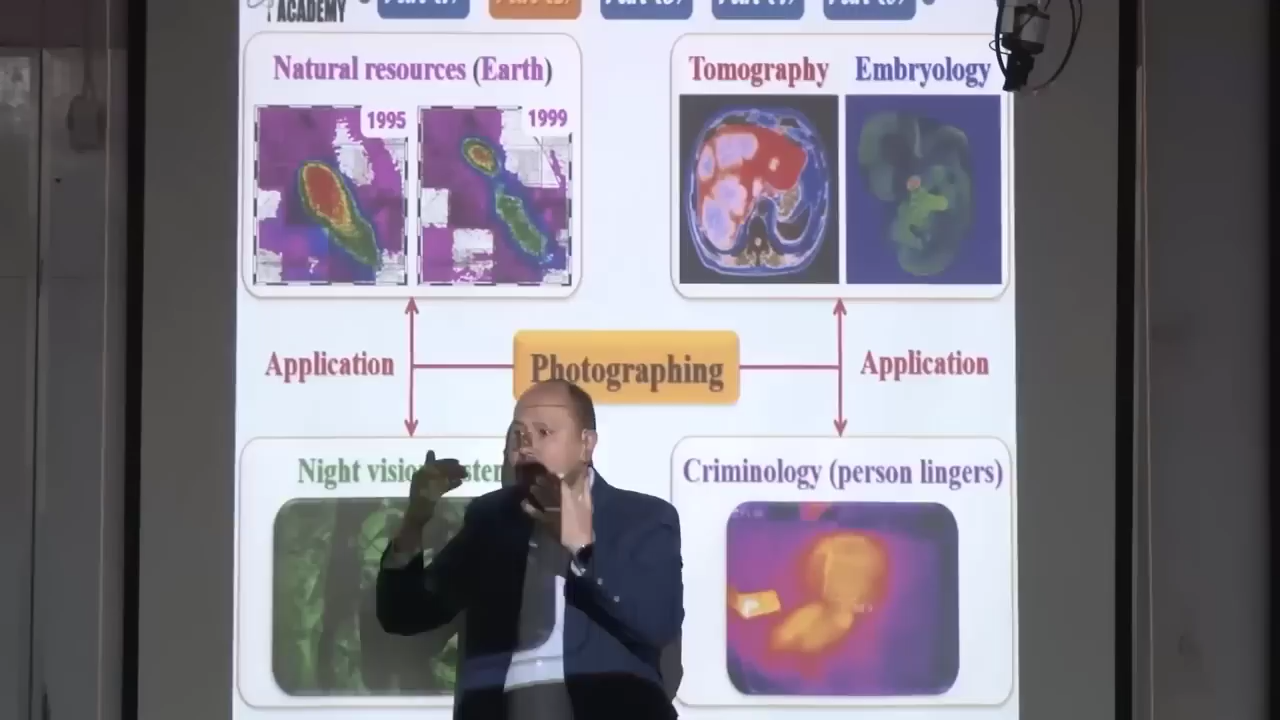 ACADEMY
Natural resources (Earth)
1995
1999
Tomography
Embryology
Application
Photographing
Application
Night vision
Criminology (person lingers)